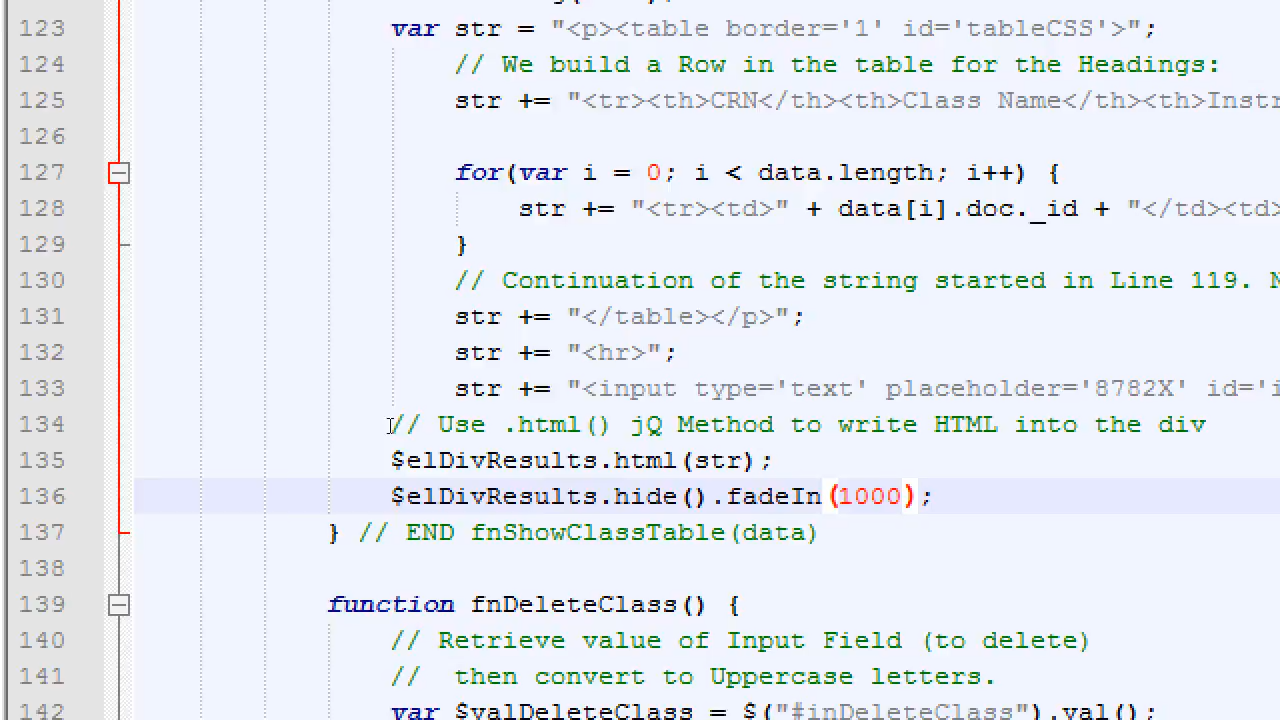 123 var str = "<p><table border='1' id='tableCSS'>";
124 // We build a Row in the table for the Headings:
125 str += "<tr><th>CRN</th><th>Class Name</th><th>Instr
126
127 for(var i = 0; i < data.length; i++) {
128 str += "<tr><td>" + data[i].doc._id + "</td><td>
129 }
130 // Continuation of the string started in Line 119. N
131 str += "</table></p>";
132 str += "<hr>";
133 str += "<input type='text' placeholder='8782X' id='i
134 // Use .html() jQ Method to write HTML into the div
135 $elDivResults.html(str);
136 $elDivResults.hide().fadeIn(1000);
137 } // END fnShowClassTable(data)
138
139 function fnDeleteClass() {
140 // Retrieve value of Input Field (to delete)
141 // then convert to Uppercase letters.
142 var $valDeleteClass = $("#inDeleteClass").val();